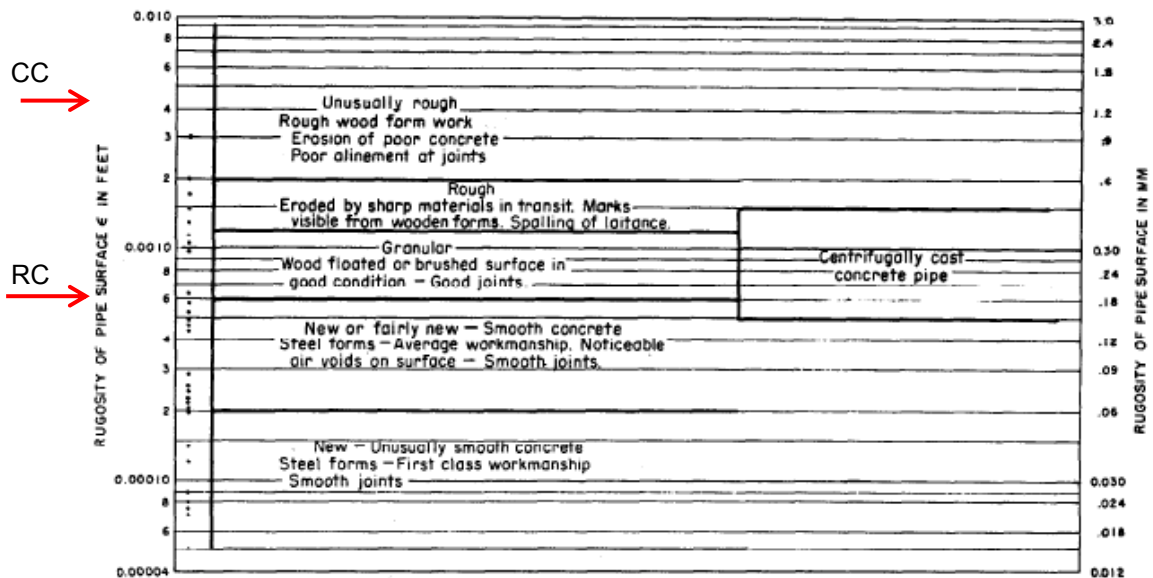 CC
RC
RUGOSITY OF PIPE SURFACE ϵ IN FEET
0.010
8
6
4
3
2
0.0010
8
6
4
3
2
0.00010
8
6
0.00004
Unusually rough
Rough wood form work
Erosion of poor concrete
Poor alinement at joints
Rough
Eroded by sharp materials in transit. Marks
visible from wooden forms. Spalling of laitance.
Granular
Wood floated or brushed surface in
good condition — Good joints.
Centrifugally cast
concrete pipe
New or fairly new — Smooth concrete
Steel forms — Average workmanship. Noticeable
air voids on surface — Smooth joints.
New — Unusually smooth concrete
Steel forms — First class workmanship
Smooth joints
3.0
2.4
1.8
1.2
.9
.6
0.30
.24
.18
.12
.09
.06
0.030
.024
.018
0.012
RUGOSITY OF PIPE SURFACE IN MM